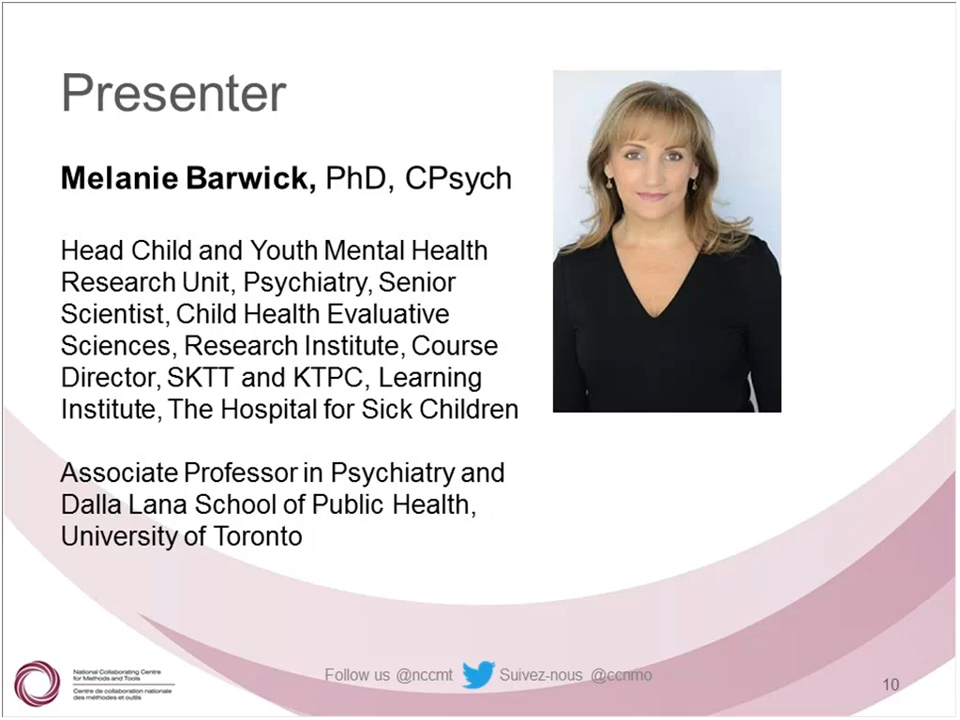 Presenter
Melanie Barwick, PhD, CPsych
Head Child and Youth Mental Health
Research Unit, Psychiatry, Senior
Scientist, Child Health Evaluative
Sciences, Research Institute, Course
Director, SKTT and KTPC, Learning
Institute, The Hospital for Sick Children
Associate Professor in Psychiatry and
Dalla Lana School of Public Health,
University of Toronto
National Collaborating Centre
for Methods and Tools
Centre de collaboration nationale
des méthodes et outils
Follow us @nccmt Suivez-nous @ccnmo
10